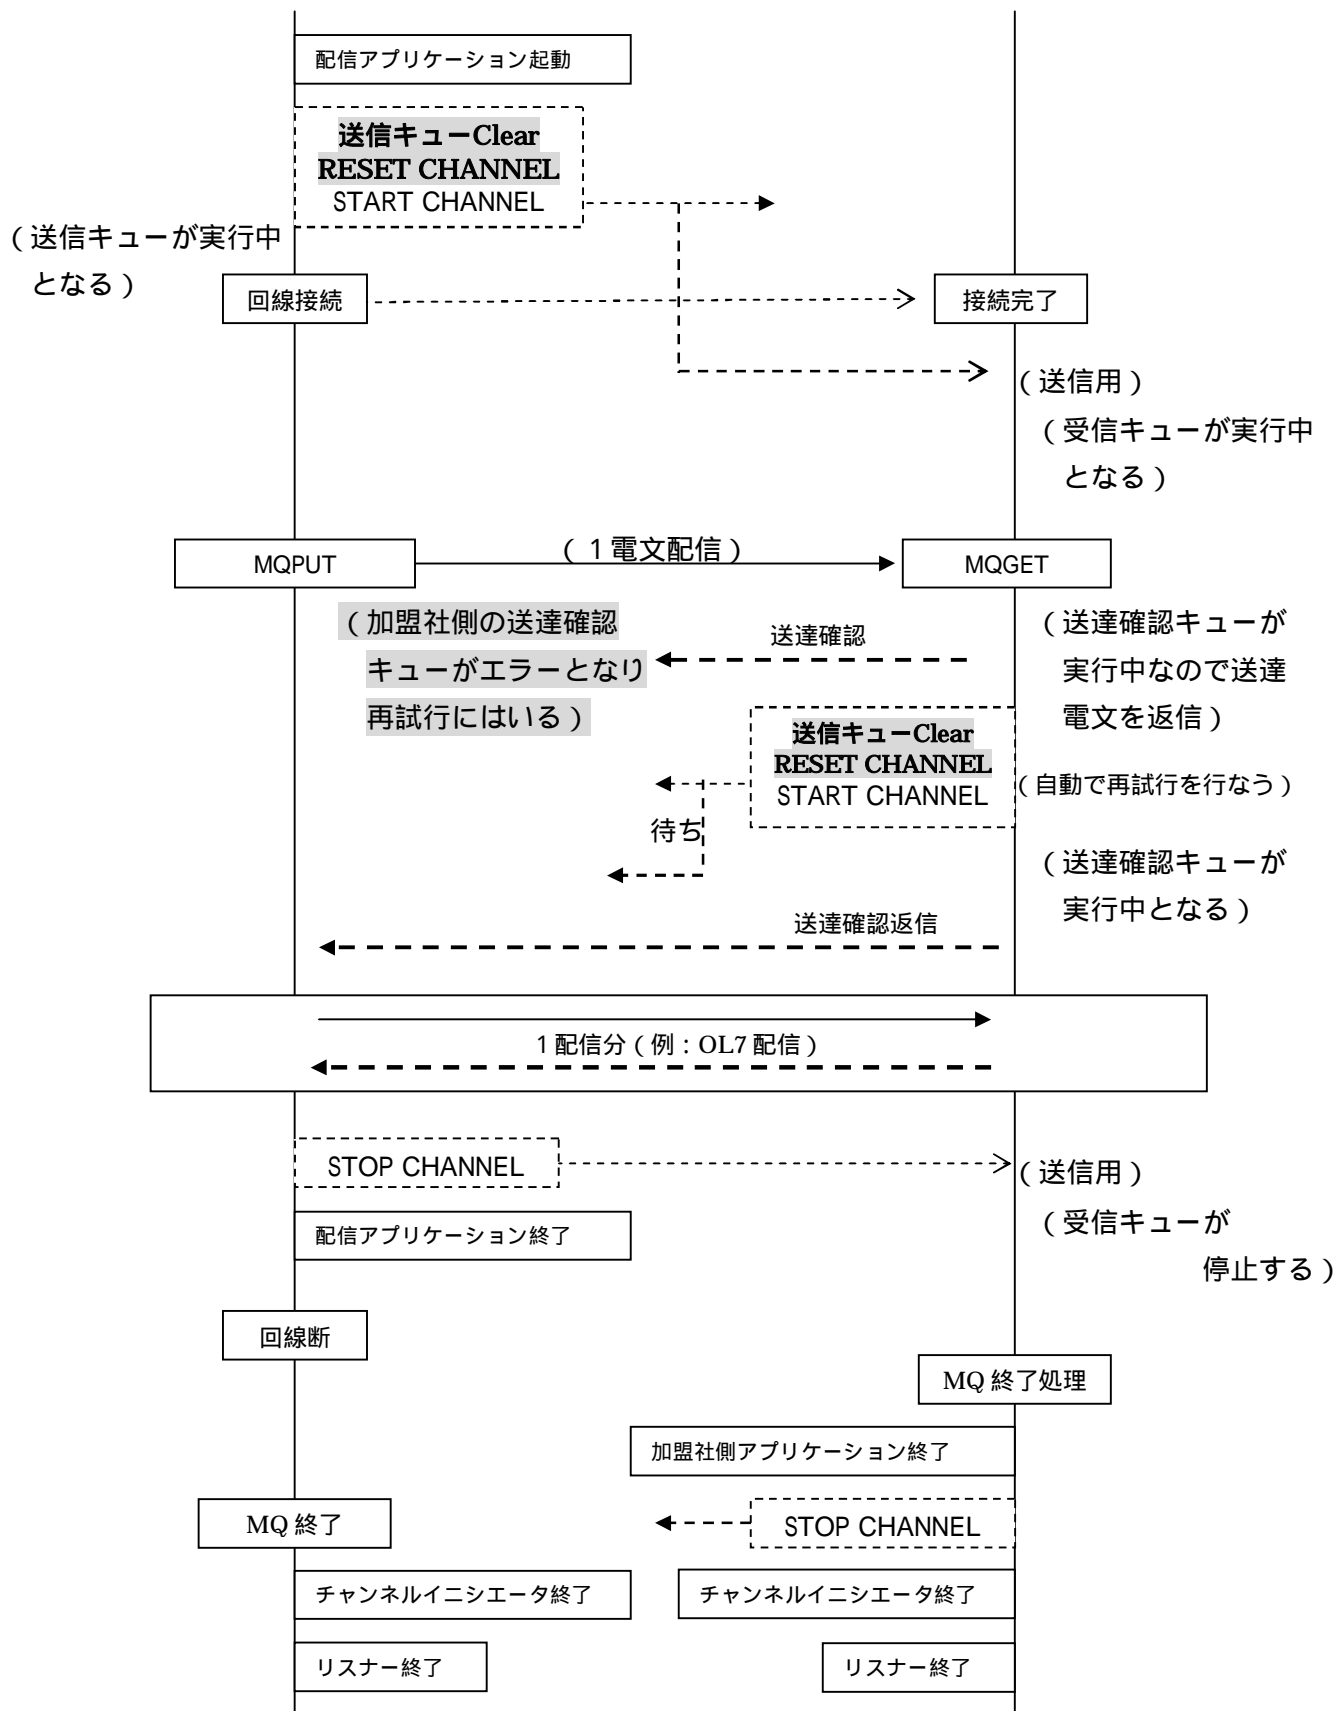 配信アプリケーション起動
送信キューClear
RESET CHANNEL
START CHANNEL
（送信キューが実行中
となる）
回線接続
接続完了
（送信用）
（受信キューが実行中
となる）
MQPUT
（１電文配信）
MQGET
（加盟社側の送達確認
キューがエラーとなり
再試行にはいる）
送達確認
（送達確認キューが
実行中なので送達
電文を返信）
送信キューClear
RESET CHANNEL
START CHANNEL
（自動で再試行を行なう）
待ち
（送達確認キューが
実行中となる）
送達確認返信
1配信分（例：OL7配信）
STOP CHANNEL
（送信用）
配信アプリケーション終了
（受信キューが
停止する）
回線断
MQ終了処理
加盟社側アプリケーション終了
MQ終了
STOP CHANNEL
チャンネルイニシエータ終了
チャンネルイニシエータ終了
リスナー終了
リスナー終了